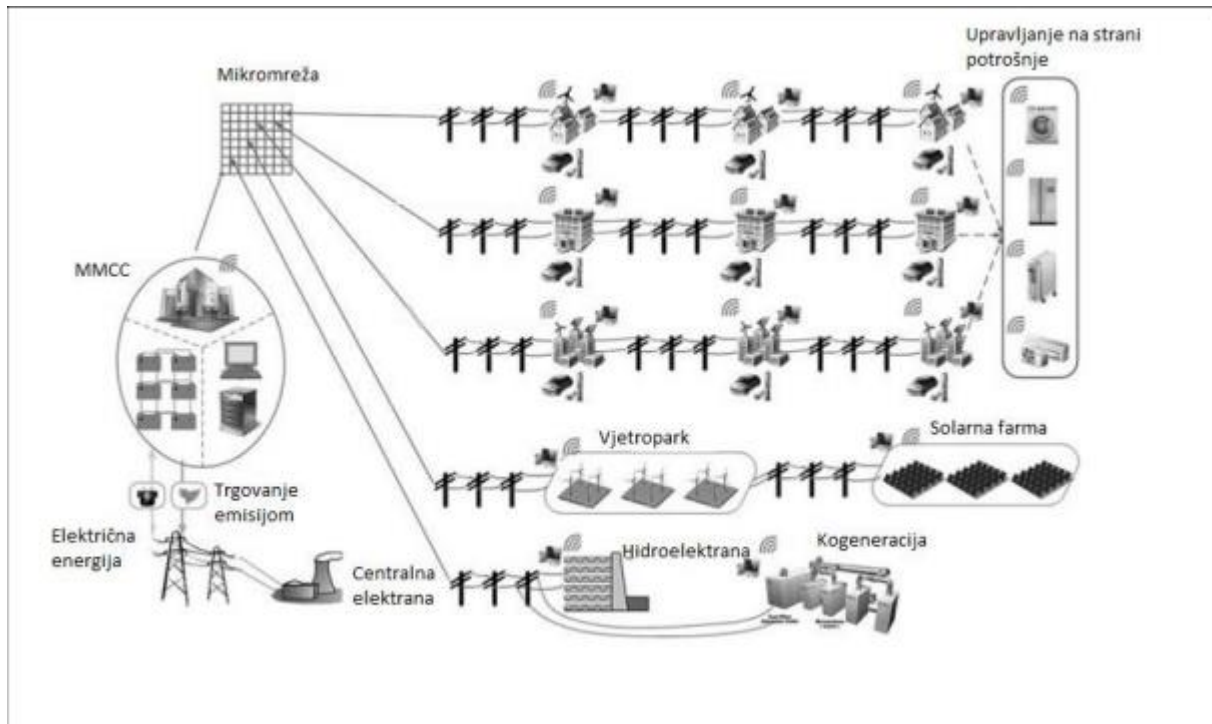 Upravljanje na strani
potrošnje
Mikromreža
MMCC
Vjetropark
Solarna farma
Trgovanje
emisijom
Električna
energija
Centralna
elektrana
Hidroelektrana
Kogeneracija